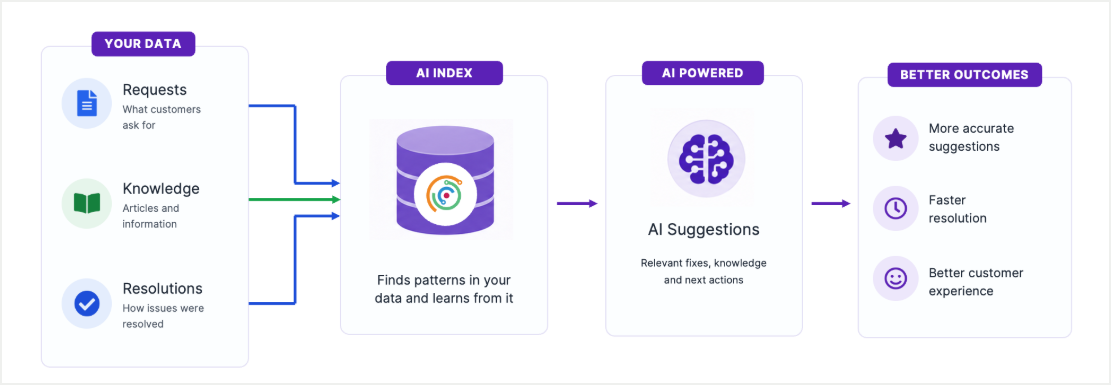 YOUR DATA
Requests
What customers
ask for
Knowledge
Articles and
information
Resolutions
How issues were
resolved
AI INDEX
Finds patterns in your
data and learns from it
AI POWERED
AI Suggestions
Relevant fixes, knowledge
and next actions
BETTER OUTCOMES
More accurate
suggestions
Faster
resolution
Better customer
experience